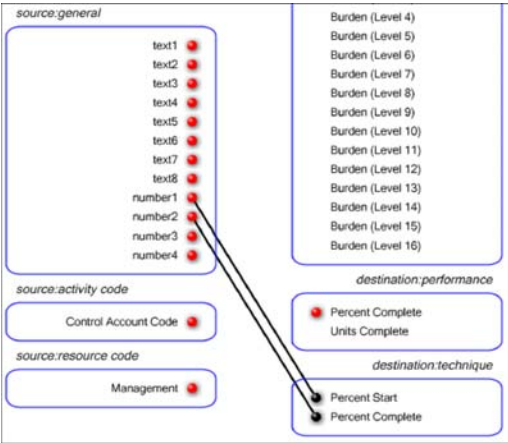 source:general
text1
text2
text3
text4
text5
text6
text7
text8
number1
number2
number3
number4
source:activity code
Control Account Code
source:resource code
Management
Burden (Level 4)
Burden (Level 5)
Burden (Level 6)
Burden (Level 7)
Burden (Level 8)
Burden (Level 9)
Burden (Level 10)
Burden (Level 11)
Burden (Level 12)
Burden (Level 13)
Burden (Level 14)
Burden (Level 15)
Burden (Level 16)
destination:performance
Percent Complete
Units Complete
destination:technique
Percent Start
Percent Complete